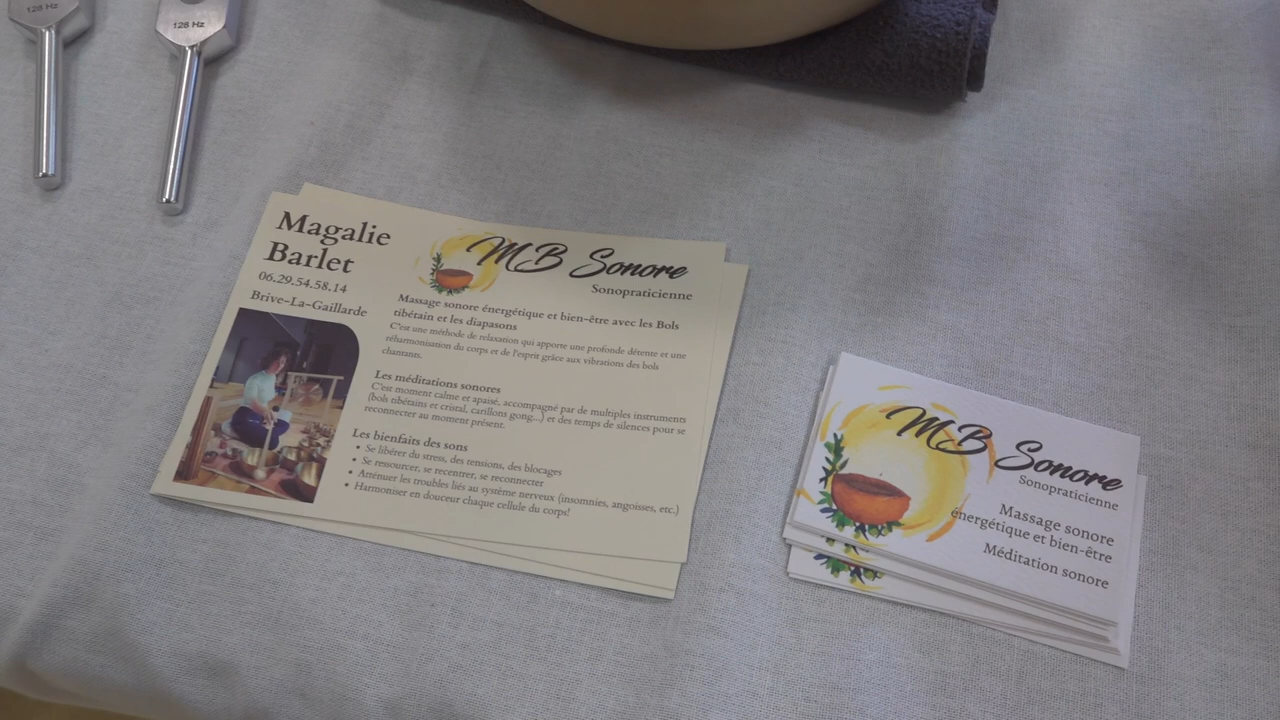 128 Hz
128 Hz
Magalie
Barlet
06.29.54.58.14
Brive-La-Gaillarde
MB Sonore
Sonopraticienne
Massage sonore énergétique et bien-être avec les Bols
tibétain et les diapasons
C'est une méthode de relaxation qui apporte une profonde détente et une
réharmonisation du corps et de l'esprit grâce aux vibrations des bols
chantants.
Les méditations sonores
C'est moment calme et apaisé, accompagné par de multiples instruments
(bols tibétains et cristal, carillons gong...) et des temps de silences pour se
reconnecter au moment présent.
Les bienfaits des sons
• Se libérer du stress, des tensions, des blocages
• Se ressourcer, se recentrer, se reconnecter
• Atténuer les troubles liés au système nerveux (insomnies, angoisses, etc.)
• Harmoniser en douceur chaque cellule du corps!
MB Sonore
Sonopraticienne
Massage sonore
énergétique et bien-être
Méditation sonore